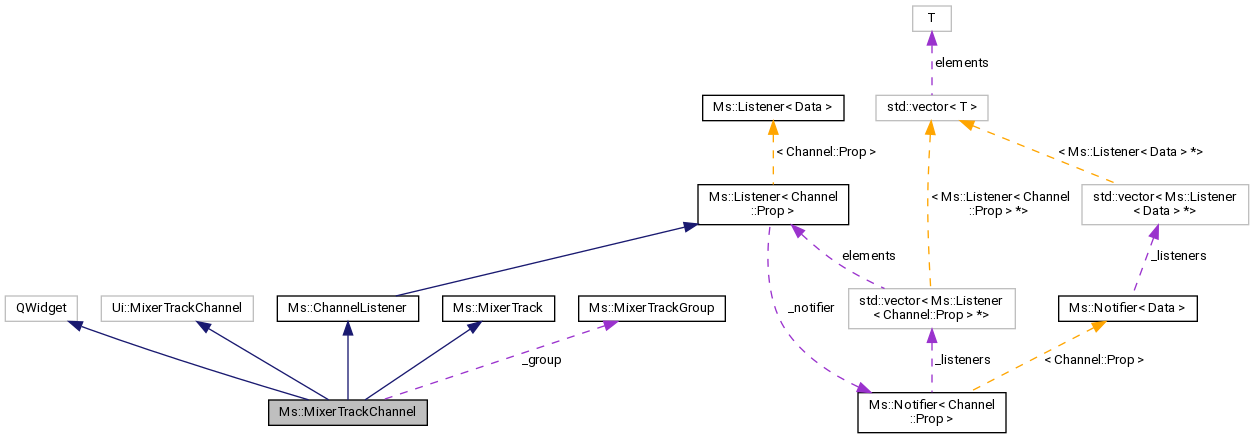 T
elements
Ms::Listener< Data >
std::vector< T >
< Channel::Prop >
< Ms::Listener< Data > *>
Ms::Listener< Channel
::Prop >
< Ms::Listener< Channel
::Prop > *>
std::vector< Ms::Listener
< Data > *>
elements
_listeners
QWidget
Ui::MixerTrackChannel
Ms::ChannelListener
Ms::MixerTrack
Ms::MixerTrackGroup
_notifier
std::vector< Ms::Listener
< Channel::Prop > *>
Ms::Notifier< Data >
_group
_listeners
< Channel::Prop >
Ms::MixerTrackChannel
Ms::Notifier< Channel
::Prop >